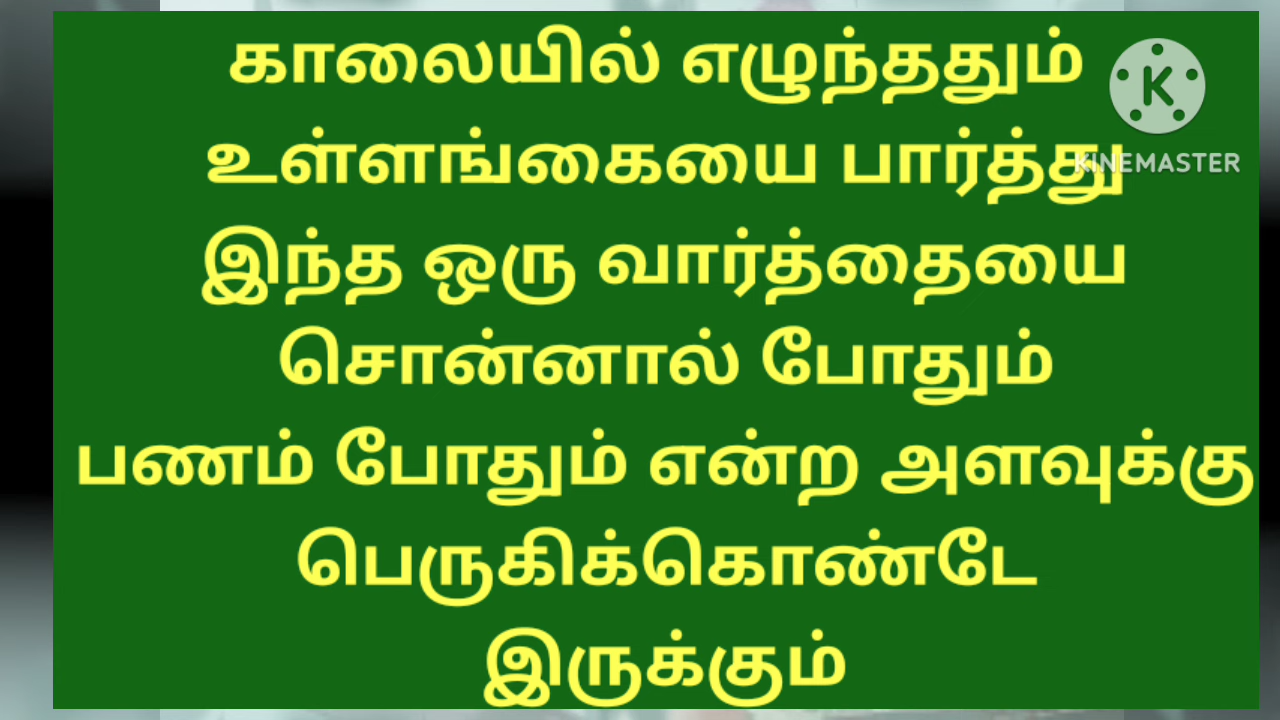 காலையில் எழுந்ததும்
உள்ளங்கையை பார்த்து
இந்த ஒரு வார்த்தையை
சொன்னால் போதும்
பணம் போதும் என்ற அளவுக்கு
பெருகிக்கொண்டே
இருக்கும்
K
KINEMASTER